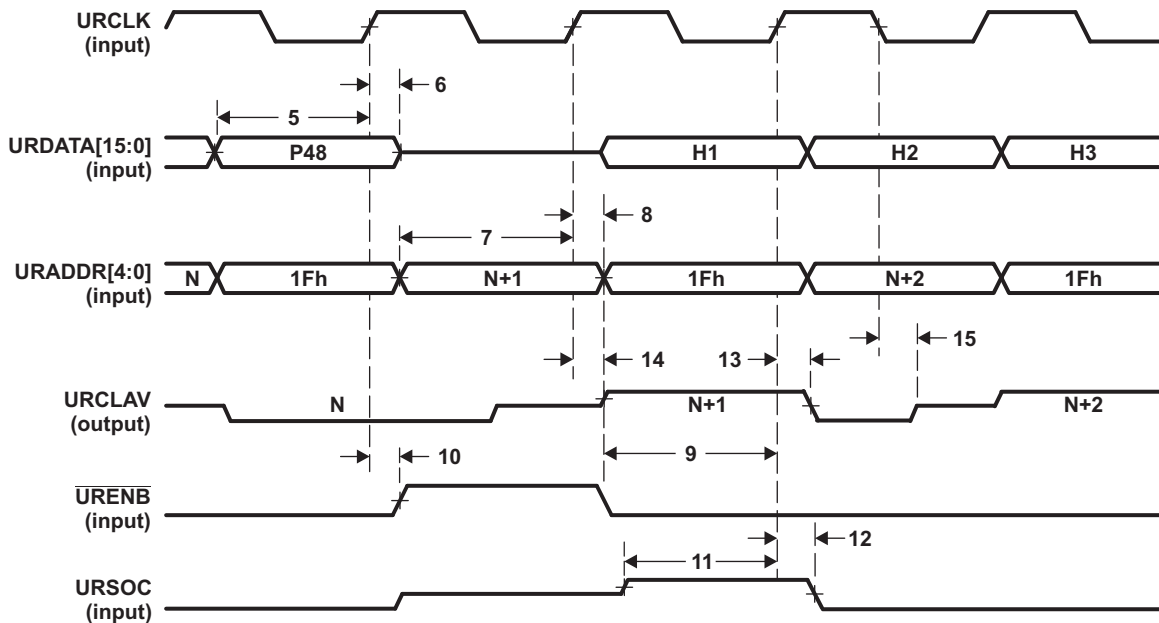 URCLK
(input)
6
5
URDATA[15:0]
(input)
P48
H1
H2
H3
8
7
URADDR[4:0]
(input)
N
1Fh
N+1
1Fh
N+2
1Fh
14
13
15
URCLAV
(output)
N
N+1
N+2
10
9
URENB
(input)
12
11
URSOC
(input)